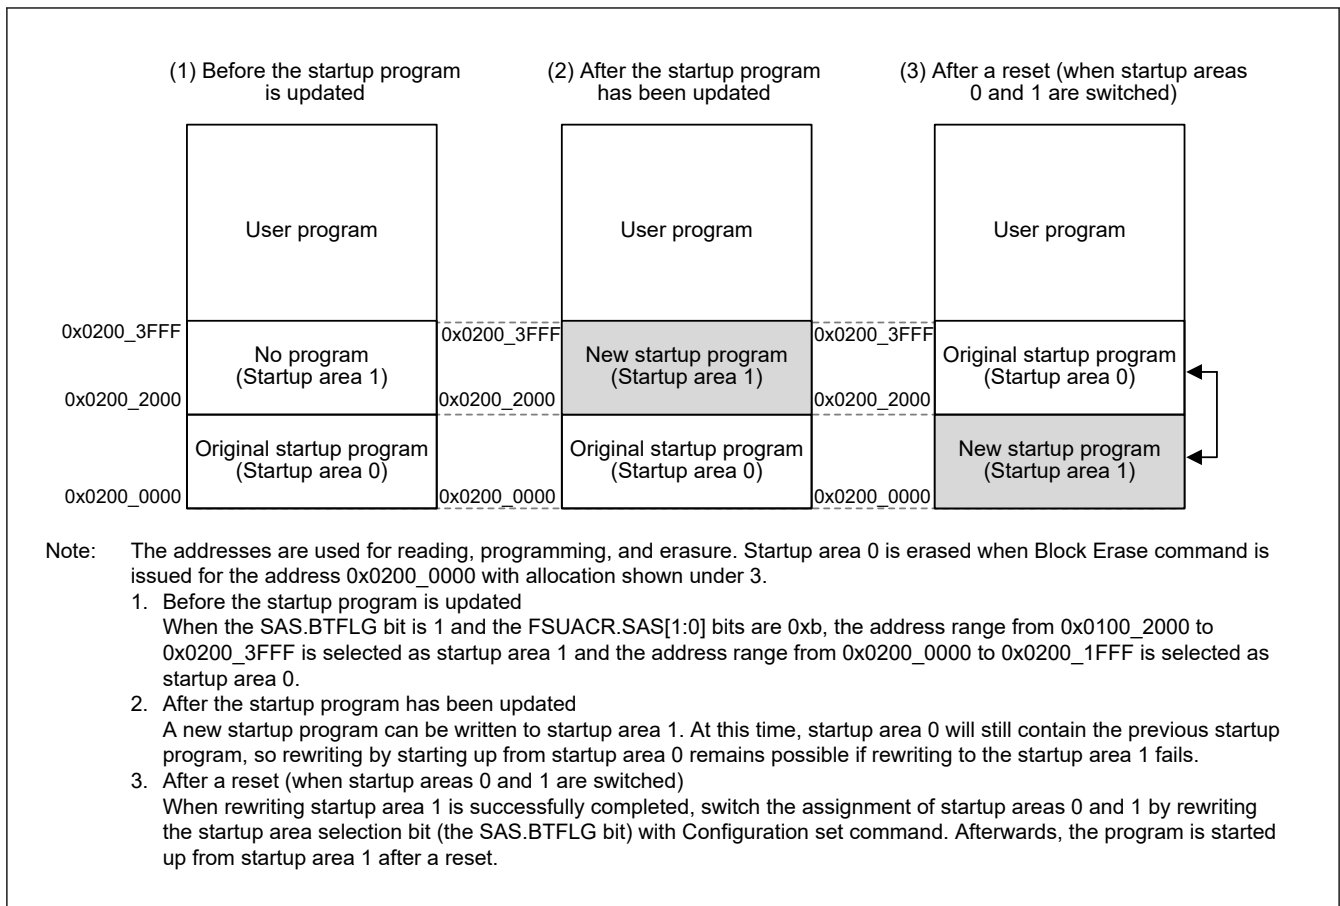 (1) Before the startup program
is updated
(2) After the startup program
has been updated
(3) After a reset (when startup areas
0 and 1 are switched)
User program
User program
User program
0x0200_3FFF
0x0200_3FFF
0x0200_3FFF
No program
(Startup area 1)
New startup program
(Startup area 1)
Original startup program
(Startup area 0)
0x0200_2000
0x0200_2000
0x0200_2000
Original startup program
(Startup area 0)
Original startup program
(Startup area 0)
New startup program
(Startup area 1)
0x0200_0000
0x0200_0000
0x0200_0000
Note: The addresses are used for reading, programming, and erasure. Startup area 0 is erased when Block Erase command is
issued for the address 0x0200_0000 with allocation shown under 3.
1. Before the startup program is updated
When the SAS.BTFLG bit is 1 and the FSUACR.SAS[1:0] bits are 0xb, the address range from 0x0100_2000 to
0x0200_3FFF is selected as startup area 1 and the address range from 0x0200_0000 to 0x0200_1FFF is selected as
startup area 0.
2. After the startup program has been updated
A new startup program can be written to startup area 1. At this time, startup area 0 will still contain the previous startup
program, so rewriting by starting up from startup area 0 remains possible if rewriting to the startup area 1 fails.
3. After a reset (when startup areas 0 and 1 are switched)
When rewriting startup area 1 is successfully completed, switch the assignment of startup areas 0 and 1 by rewriting
the startup area selection bit (the SAS.BTFLG bit) with Configuration set command. Afterwards, the program is started
up from startup area 1 after a reset.